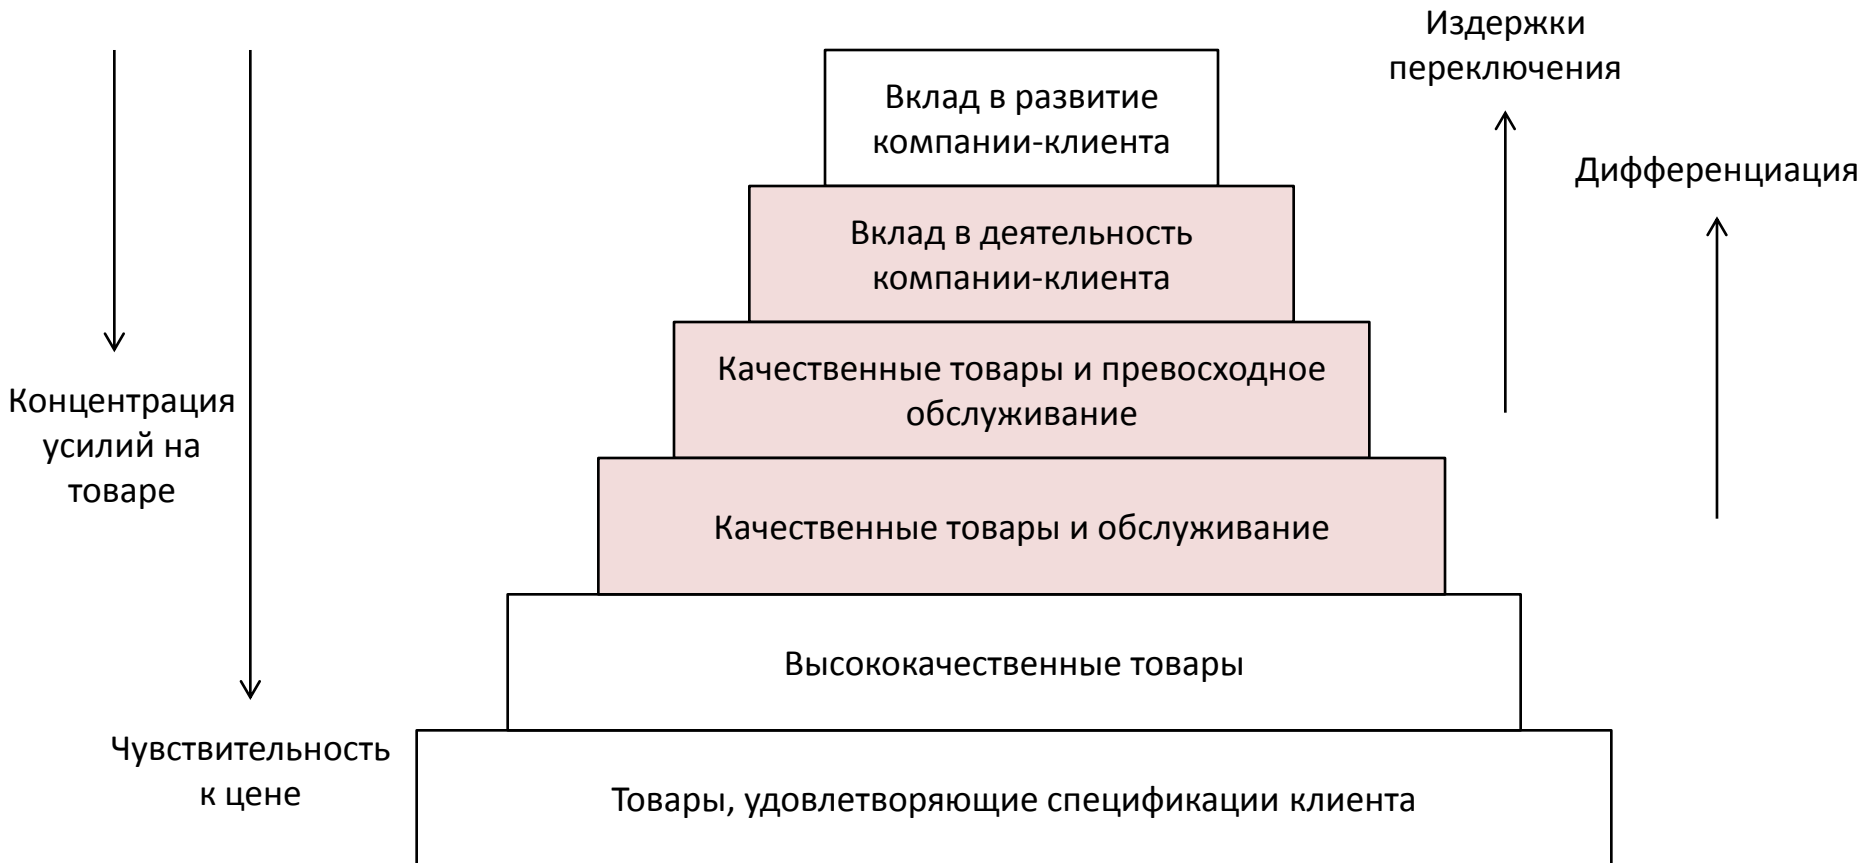 Издержки
переключения
Вклад в развитие
компании-клиента
Дифференциация
Вклад в деятельность
компании-клиента
Качественные товары и превосходное
обслуживание
Концентрация
усилий на
товаре
Качественные товары и обслуживание
Высококачественные товары
Чувствительность
к цене
Товары, удовлетворяющие спецификации клиента